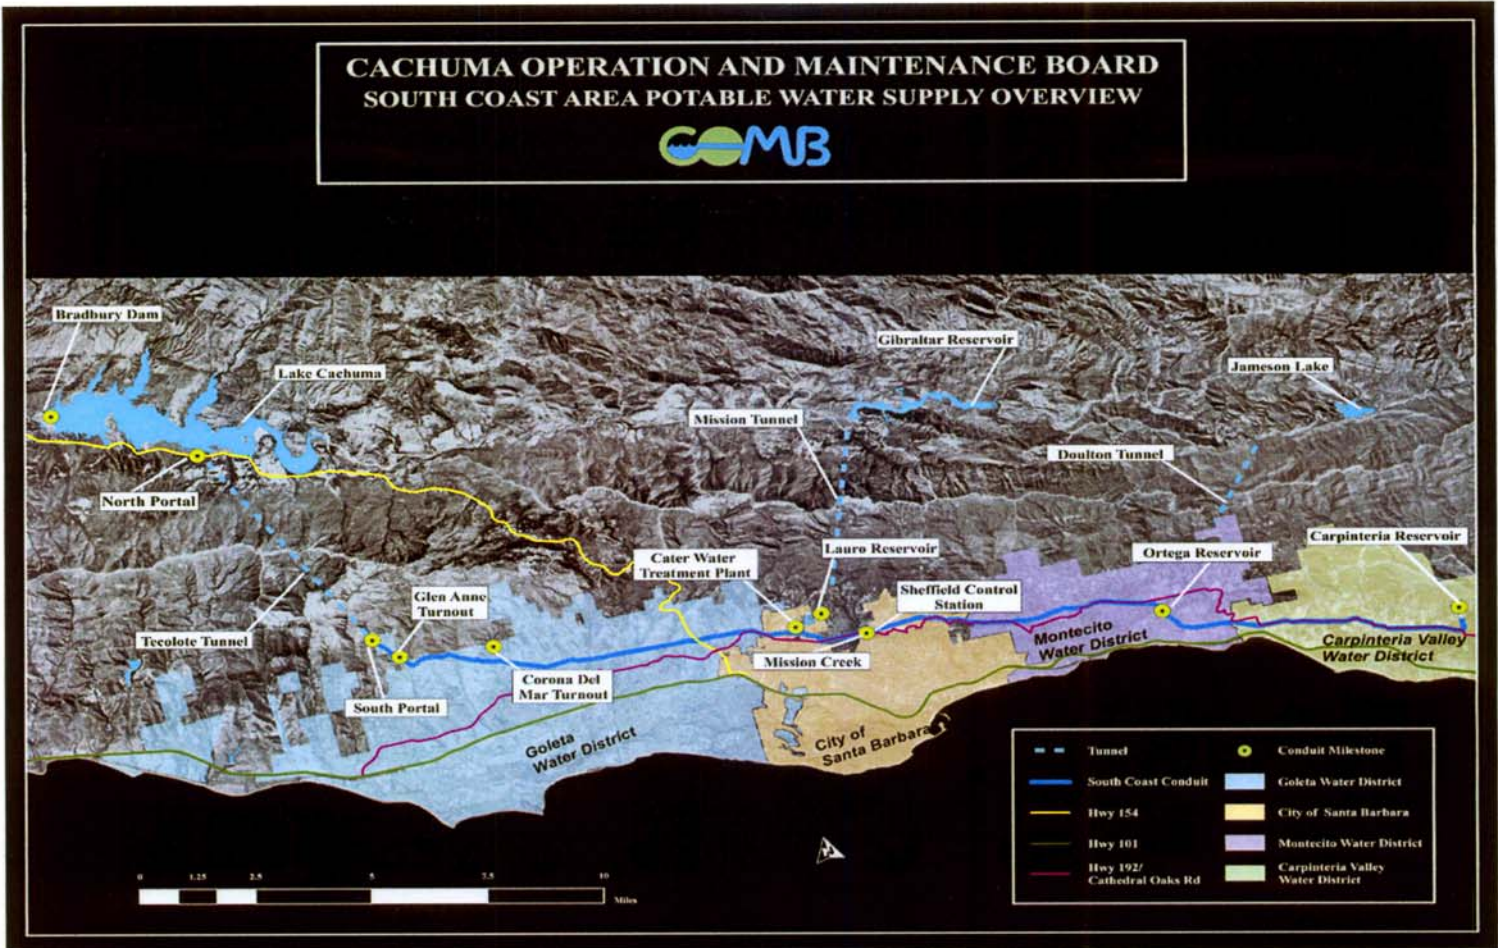 CACHUMA OPERATION AND MAINTENANCE BOARD
SOUTH COAST AREA POTABLE WATER SUPPLY OVERVIEW
COMB
Bradbury Dam
Lake Cachuma
Gibraltar Reservoir
Jameson Lake
Mission Tunnel
Doulton Tunnel
North Portal
Carpinteria Reservoir
Lauro Reservoir
Ortega Reservoir
Cater Water
Treatment Plant
Glen Anne
Turnout
Sheffield Control
Station
Tecolote Tunnel
Montecito
Water District
Carpinteria Valley
Water District
Mission Creek
Corona Del
Mar Turnout
South Portal
Goleta
Water District
City of
Santa Barbara
Tunnel
South Coast Conduit
Hwy 154
Hwy 101
Hwy 192/
Cathedral Oaks Rd
Conduit Milestone
Goleta Water District
City of Santa Barbara
Montecito Water District
Carpinteria Valley
Water District
0 1.25 2.5 5 7.5 10
Miles